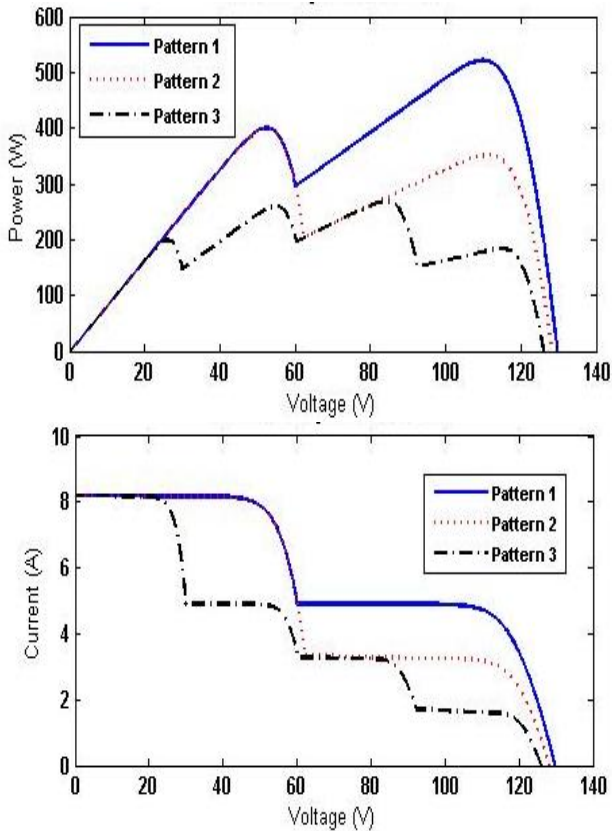 600
500
400
300
200
100
0
Power (W)
Pattern 1
Pattern 2
Pattern 3
0 20 40 60 80 100 120 140
Voltage (V)
10
8
6
4
2
0
Current (A)
Pattern 1
Pattern 2
Pattern 3
0 20 40 60 80 100 120 140
Voltage (V)